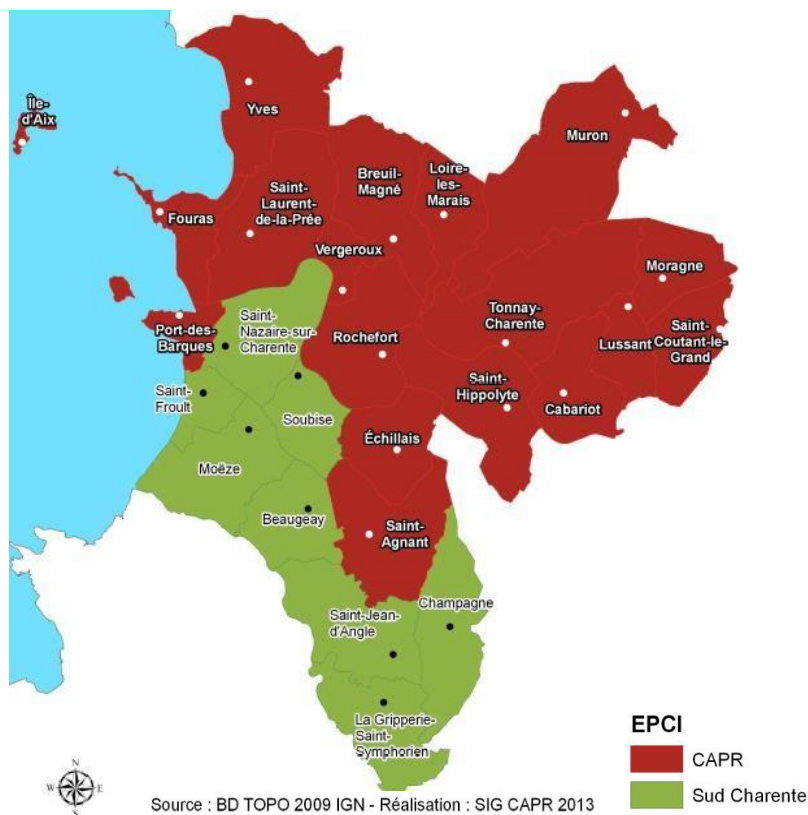 Île-
d'Aix
Yves
Muron
Breuil-
Magné
Loire-
les-
Marais
Saint-
Laurent-
de-la-Prée
Fouras
Vergeroux
Moragne
Tonnay-
Charente
Saint-
Coutant-le-
Grand
Lussant
Port-des-
Barques
Saint-
Nazaire-sur-
Charente
Rochefort
Saint-
Hippolyte
Cabariot
Saint-
Froult
Soubise
Échillais
Moëze
Beaugeay
Saint-
Agnant
Champagne
Saint-Jean-
d'Angle
La Gripperie-
Saint-
Symphorien
EPCI
CAPR
Sud Charente
N
W
E
S
Source : BD TOPO 2009 IGN - Réalisation : SIG CAPR 2013